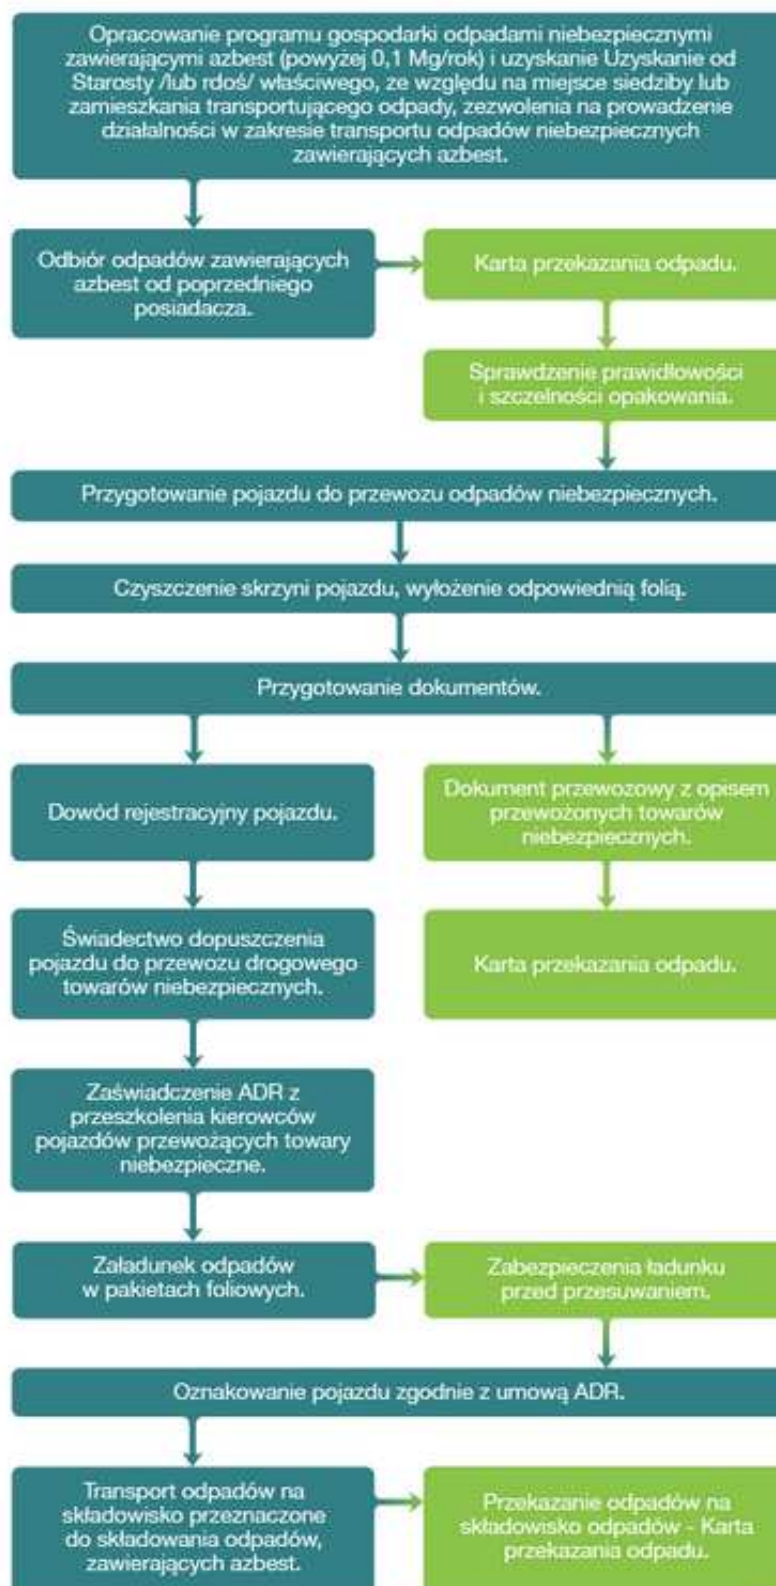 Opracowanie programu gospodarki odpadami niebezpiecznymi
zawierającymi azbest (powyżej 0,1 Mg/rok) i uzyskanie Uzyskanie od
Starosty /lub rdoś/ właściwego, ze względu na miejsce siedziby lub
zamieszkania transportującego odpady, zezwolenia na prowadzenie
działalności w zakresie transportu odpadów niebezpiecznych
zawierających azbest.
Odbiór odpadów zawierających
azbest od poprzedniego
posiadacza.
Karta przekazania odpadu.
Sprawdzenie prawidłowości
i szczelności opakowania.
Przygotowanie pojazdu do przewozu odpadów niebezpiecznych.
Czyszczenie skrzyni pojazdu, wyłożenie odpowiednią folią.
Przygotowanie dokumentów.
Dowód rejestracyjny pojazdu.
Dokument przewozowy z opisem
przewożonych towarów
niebezpiecznych.
Świadectwo dopuszczenia
pojazdu do przewozu drogowego
towarów niebezpiecznych.
Karta przekazania odpadu.
Zaświadczenie ADR z
przeszkolenia kierowców
pojazdów przewożących towary
niebezpieczne.
Załadunek odpadów
w pakietach foliowych.
Zabezpieczenia ładunku
przed przesuwaniem.
Oznakowanie pojazdu zgodnie z umową ADR.
Transport odpadów na
składowisko przeznaczone
do składowania odpadów,
zawierających azbest.
Przekazanie odpadów na
składowisko odpadów - Karta
przekazania odpadu.